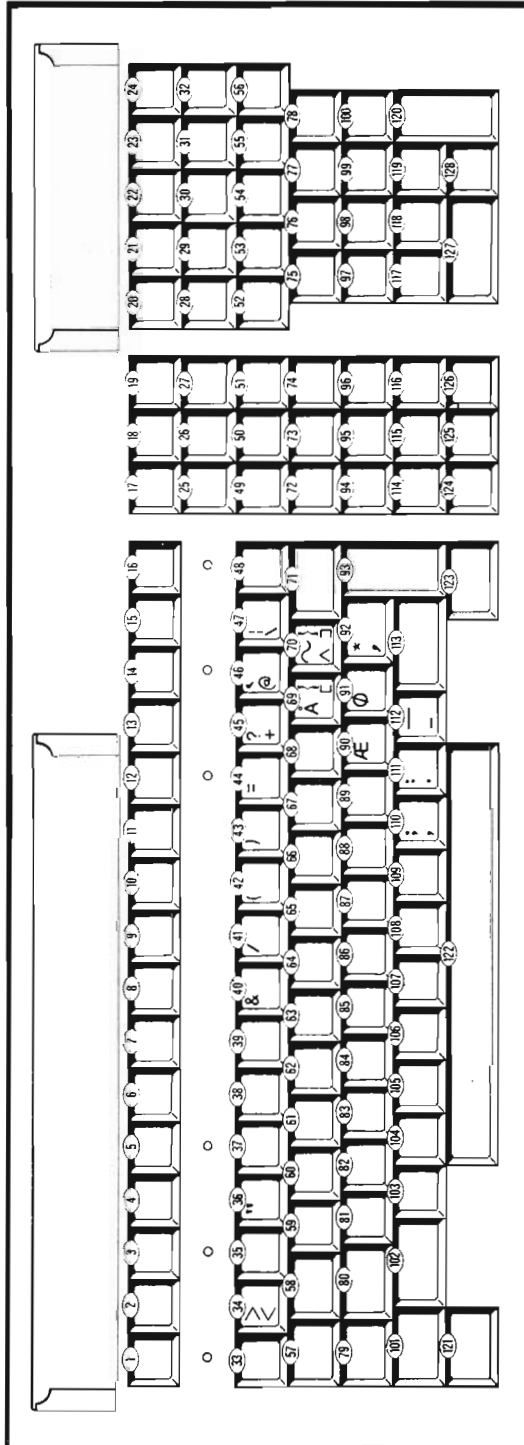 1 2 3 4 5 6 7 8 9 10 11 12 13 14 15 16 17 18 19 20 21 22 23 24
25 26 27 28 29 30 31 32
33 34 35 36 37 38 39 40 41 42 43 44 45 46 47 48 49 50 51 52 53 54 55 56
> < " & / ( ) = ? + ` @ | \
57 58 59 60 61 62 63 64 65 66 67 68 69 70 71 72 73 74 75 76 77 78
Å { [ ~ } ^ ]
79 80 81 82 83 84 85 86 87 88 89 90 91 92 93 94 95 96 97 98 99 100
Æ Ø * '
101 102 103 104 105 106 107 108 109 110 111 112 113 114 115 116 117 118 119 120
; , : . _ -
121 122 123 124 125 126 127 128